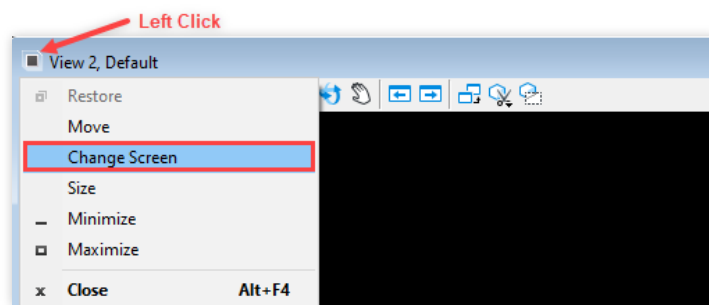 Left Click
View 2, Default
Restore
Move
Change Screen
Size
Minimize
Maximize
Close Alt+F4